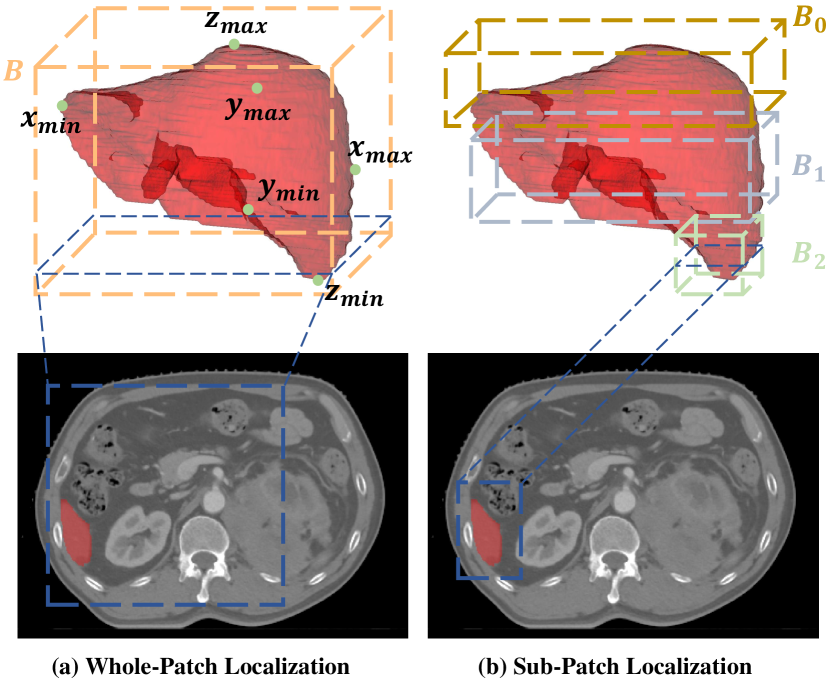 z_max
B_0
B
y_max
x_min
x_max
B_1
y_min
B_2
z_min
(a) Whole-Patch Localization
(b) Sub-Patch Localization